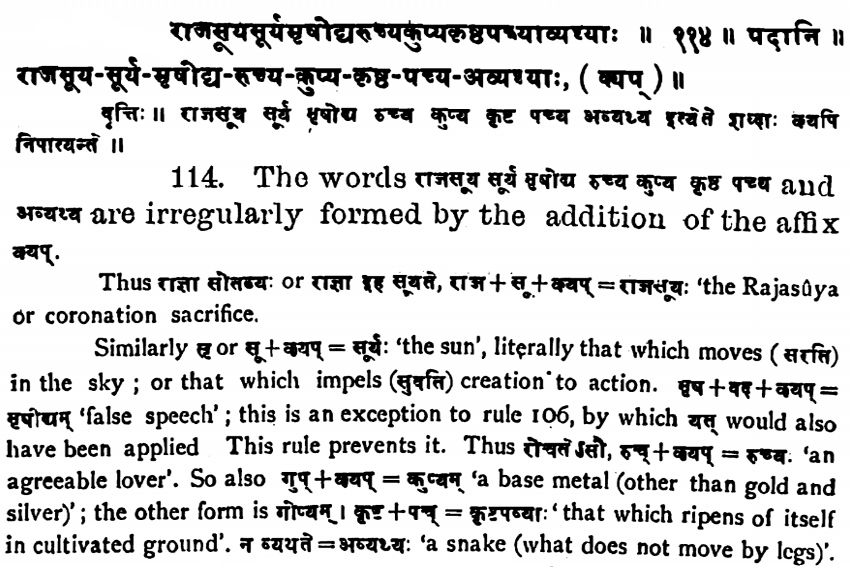 राजसूयसूर्यमृषोद्यरुच्यकुप्यकृष्टपच्याव्यथ्याः ॥ ११४ ॥ पदानि ॥
राजसूय-सूर्य-मृषोद्य-रुच्य-कुप्य-कृष्ट-पच्य-अव्यथ्याः, ( क्यप् ) ॥
वृत्तिः ॥ राजसूय सूर्य मृषोद्य रुच्य कुप्य कृष्ट पच्य अव्यथ्य इत्येते शब्दाः क्यपि
निपात्यन्ते ॥
114. The words राजसूय सूर्य मृषोद्य रुच्य कुप्य कृष्ट पच्य and
अव्यथ्य are irregularly formed by the addition of the affix
क्यप्.
Thus राज्ञा सोतव्यः or राज्ञा इह सूयते, राज+सू+क्यप्=राजसूयः 'the Rajasûya
or coronation sacrifice.
Similarly सृ or सू+क्यप्= सूर्यः 'the sun', literally that which moves (सरति)
in the sky ; or that which impels (सुवति) creation to action. मृष+वद+क्यप्=
मृषोद्यम् 'false speech' ; this is an exception to rule 106, by which यत् would also
have been applied This rule prevents it. Thus रोचतेऽसौ, रुच्+क्यप् = रुच्यः 'an
agreeable lover'. So also गुप्+क्यप् = कुप्यम् 'a base metal (other than gold and
silver)' ; the other form is गोप्यम् । कृष्ट+पच् = कृष्टपच्याः 'that which ripens of itself
in cultivated ground'. न व्यथते=अव्यथ्यः 'a snake (what does not move by legs)'.